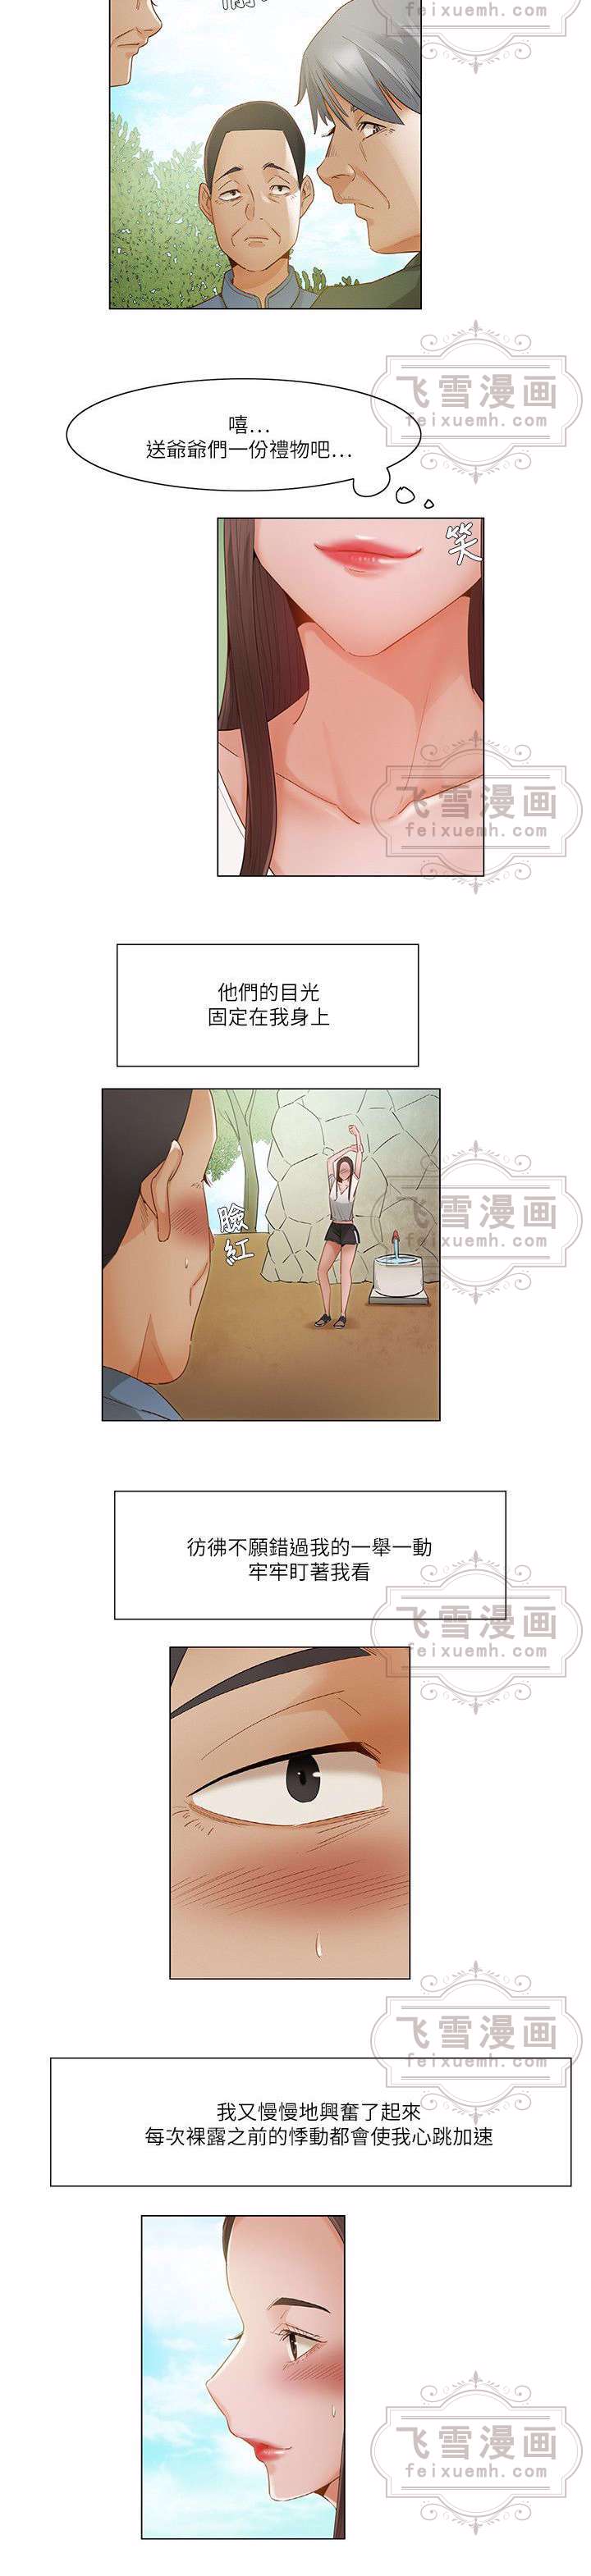 feixuemh.com
嘻...
送爺爺們一份禮物吧...
飞雪漫画
feixuemh.com
笑
飞雪漫画
feixuemh.com
他們的目光
固定在我身上
臉紅
飞雪漫画
feixuemh.com
彷彿不願錯過我的一舉一動
牢牢盯著我看
飞雪漫画
feixuemh.com
飞雪漫画
feixuemh.com
我又慢慢地興奮了起來
每次裸露之前的悸動都會使我心跳加速
飞雪漫画
feixuemh.com